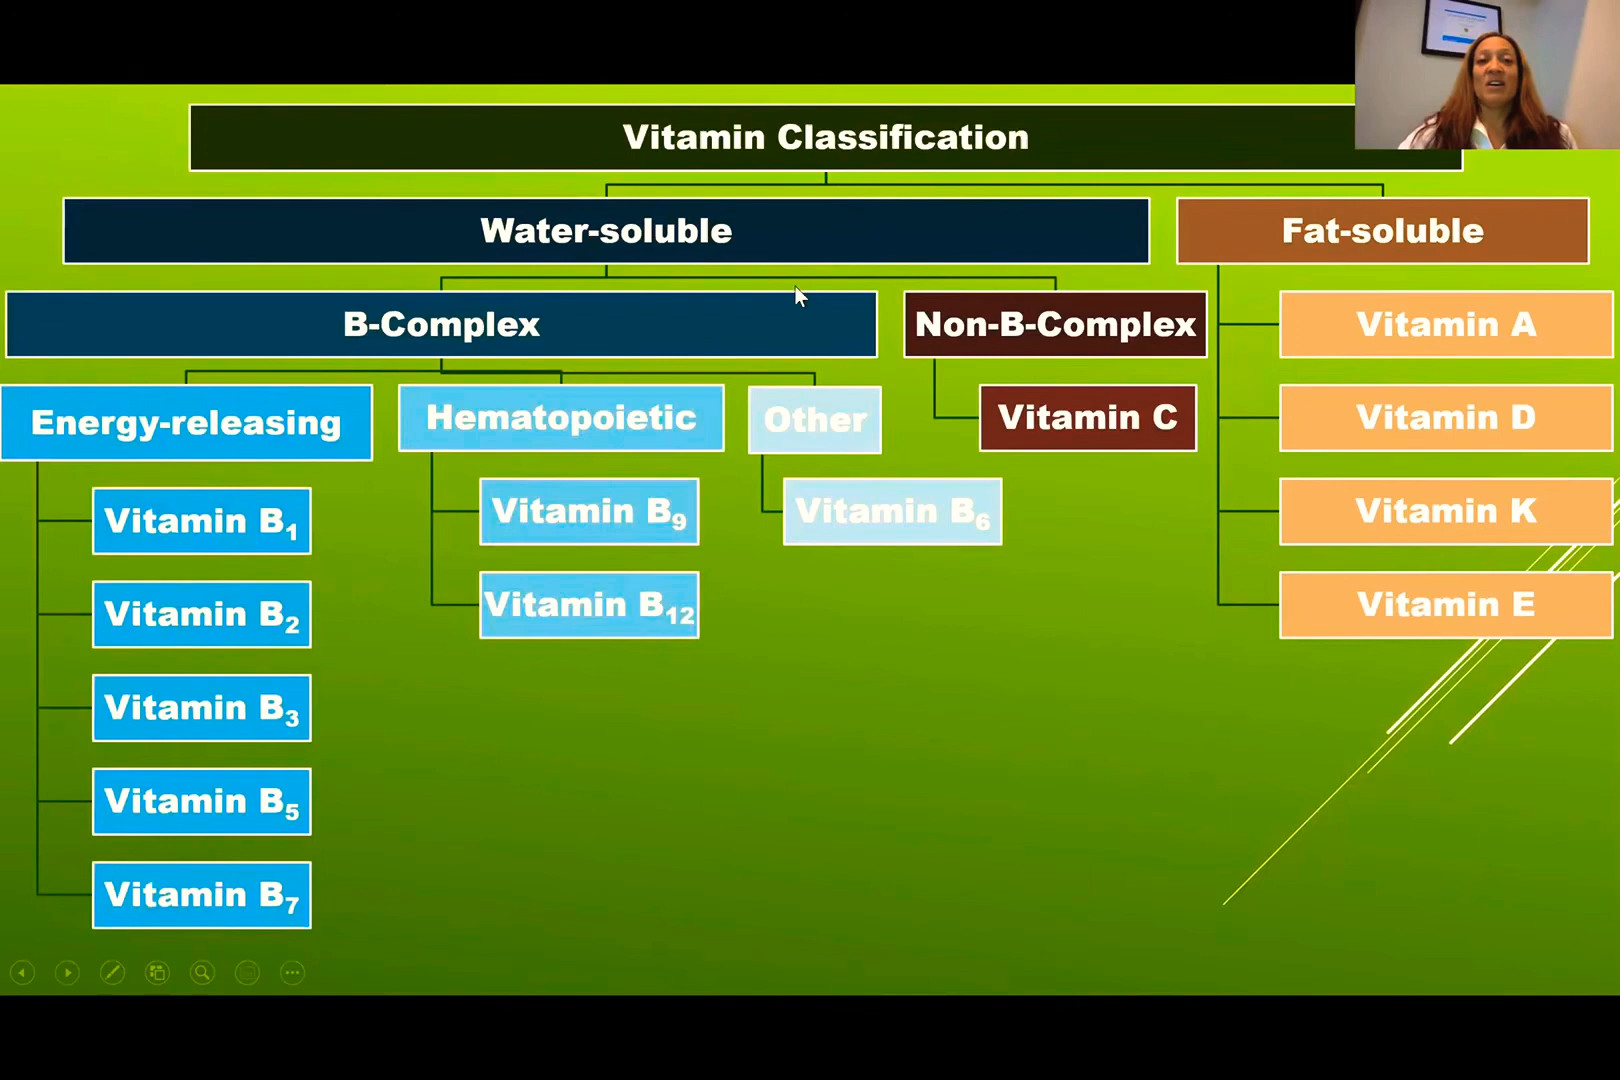 Vitamin Classification
Water-soluble
Fat-soluble
B-Complex
Non-B-Complex
Vitamin A
Energy-releasing
Hematopoietic
Other
Vitamin C
Vitamin D
Vitamin B₁
Vitamin B₉
Vitamin B₆
Vitamin K
Vitamin B₂
Vitamin B₁₂
Vitamin E
Vitamin B₃
Vitamin B₅
Vitamin B₇